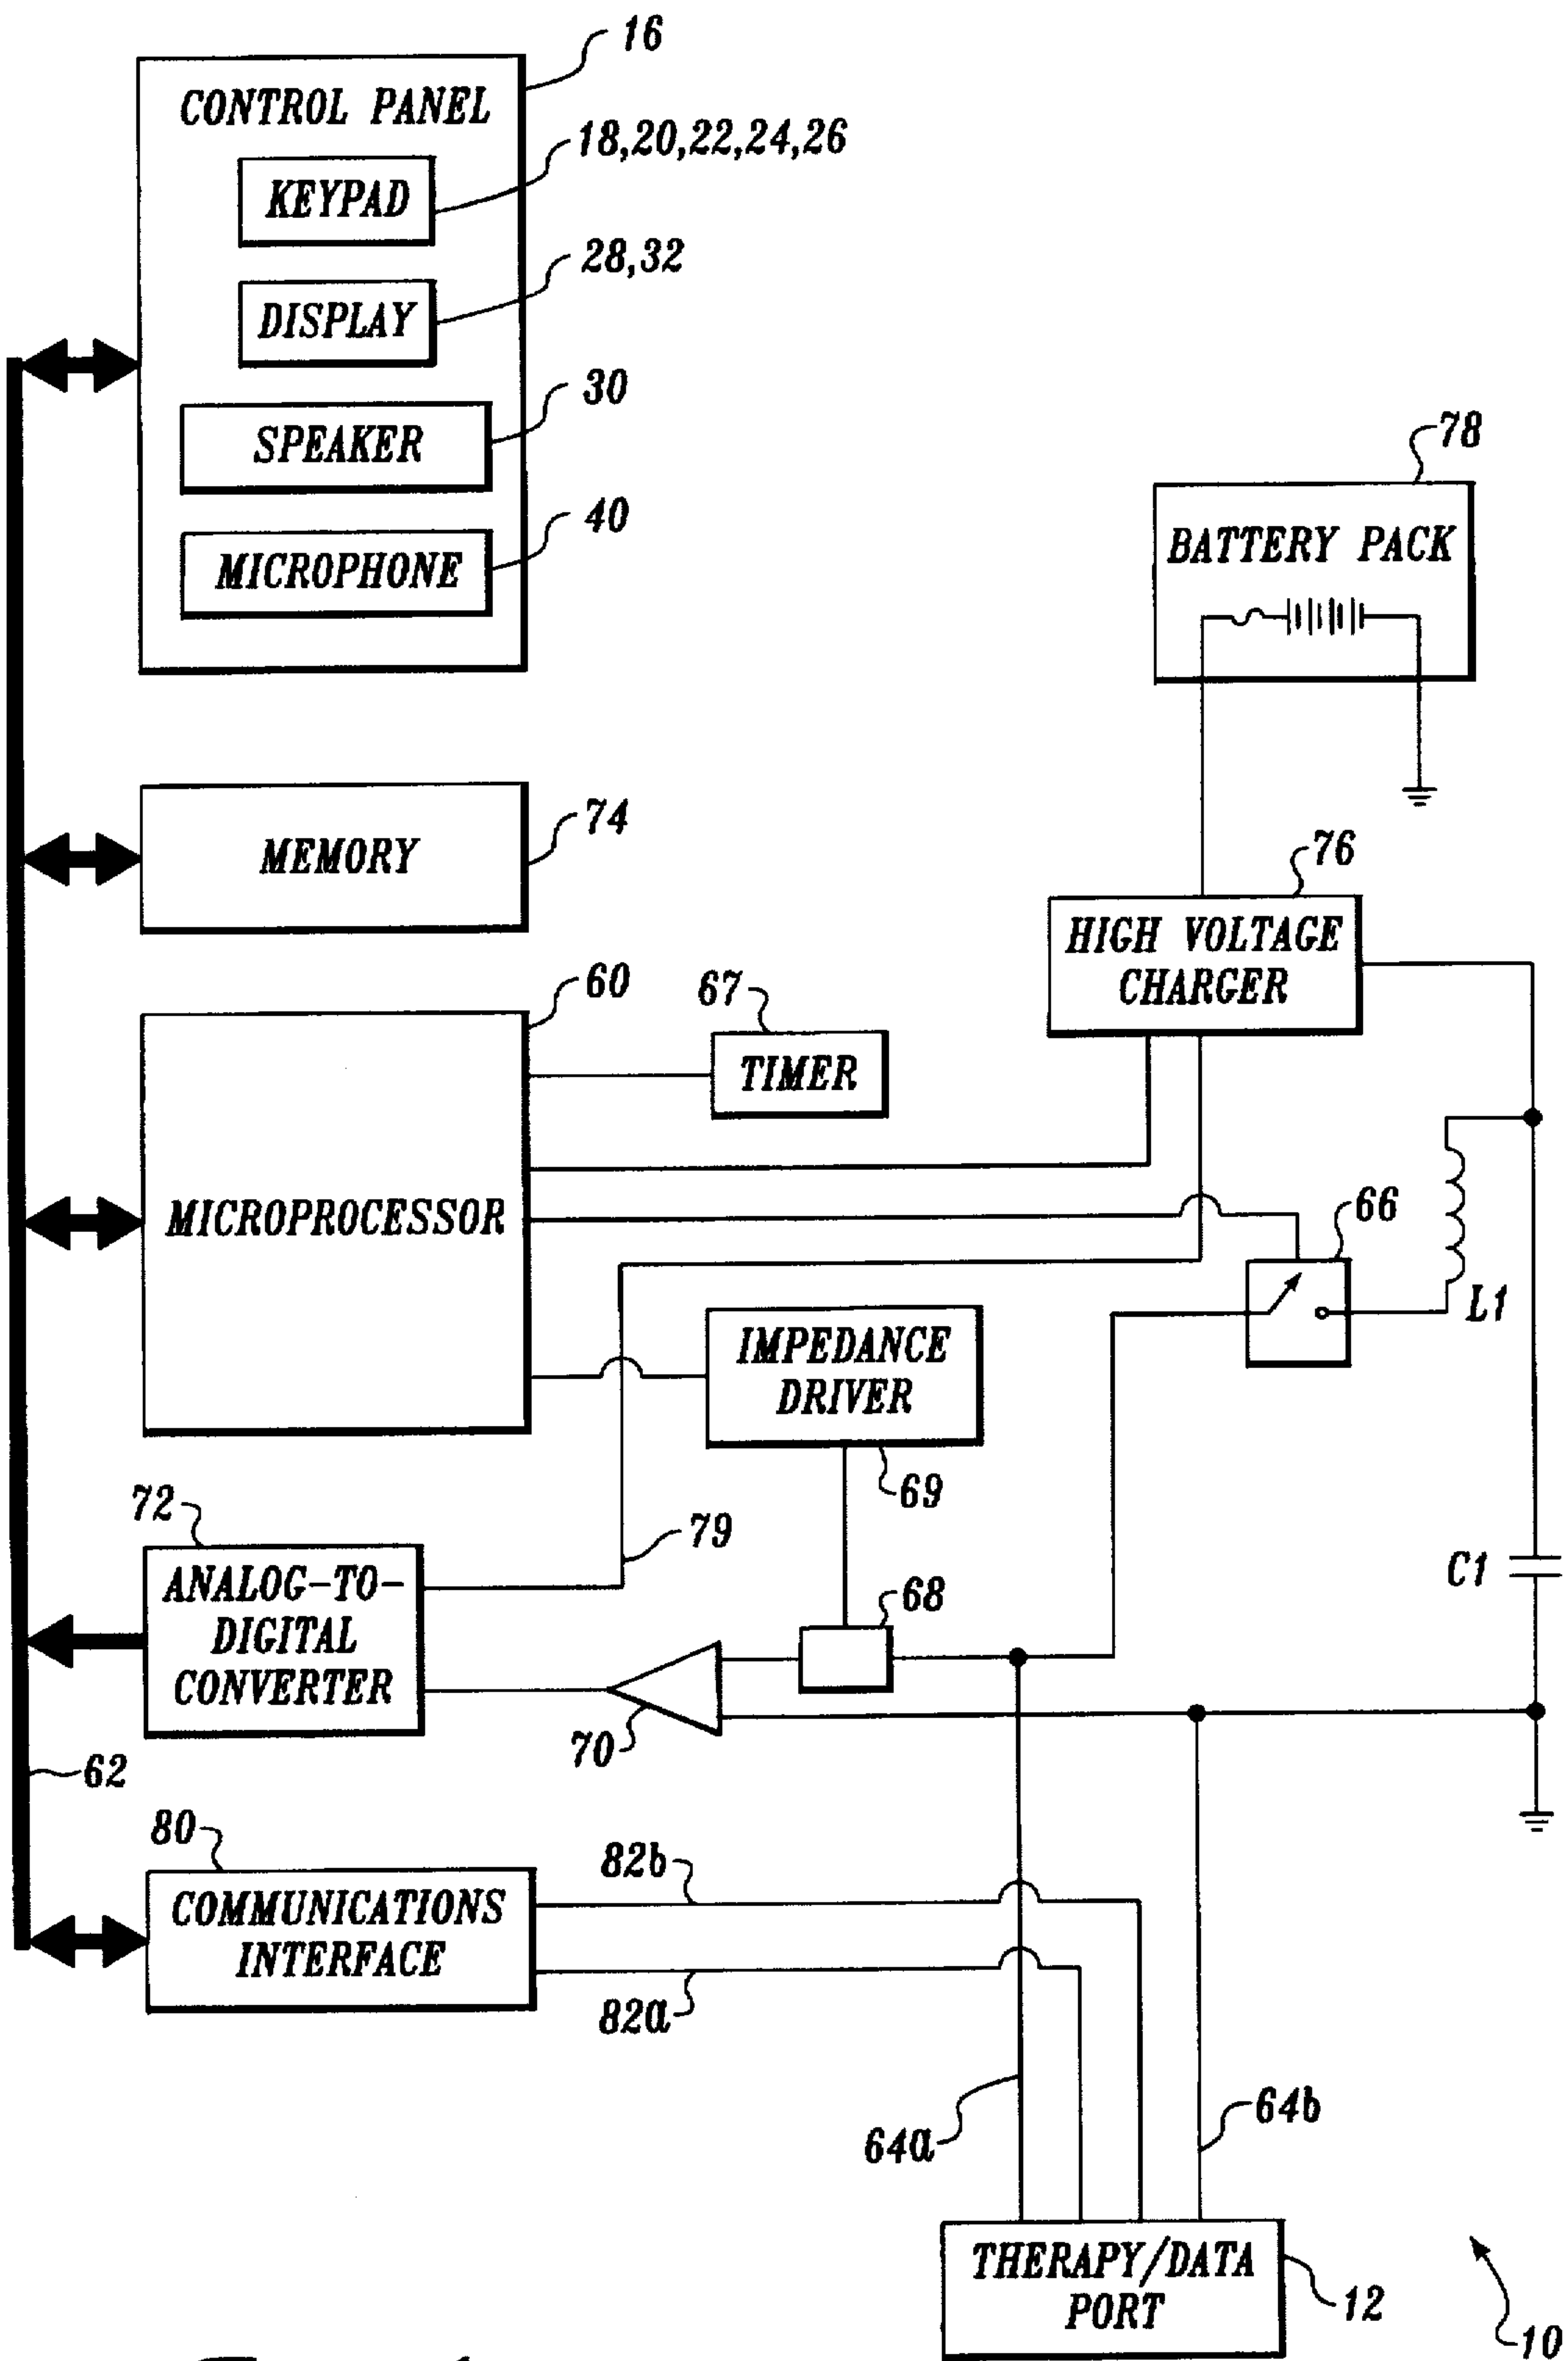 16
CONTROL PANEL
18,20,22,24,26
KEYPAD
28,32
DISPLAY
30
SPEAKER
40
MICROPHONE
78
BATTERY PACK
74
MEMORY
76
HIGH VOLTAGE
CHARGER
60
67
TIMER
MICROPROCESSOR
66
L1
IMPEDANCE
DRIVER
69
72
79
ANALOG-TO-
DIGITAL
CONVERTER
68
C1
70
62
80
82b
COMMUNICATIONS
INTERFACE
82a
64a
64b
THERAPY/DATA
PORT
12
10